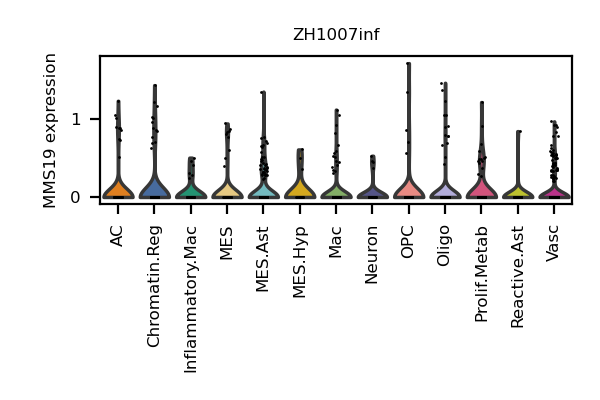 ZH1007inf
MMS19 expression
1
0
AC
Chromatin.Reg
Inflammatory.Mac
MES
MES.Ast
MES.Hyp
Mac
Neuron
OPC
Oligo
Prolif.Metab
Reactive.Ast
Vasc